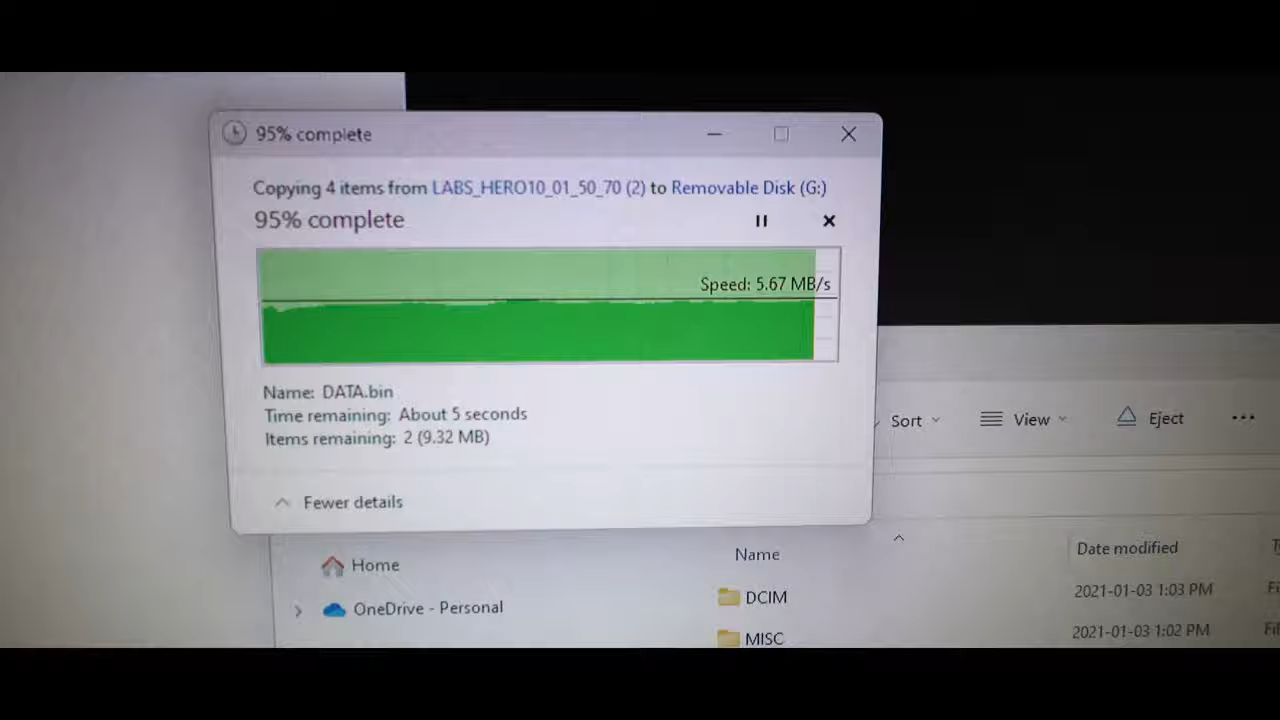 95% complete
Copying 4 items from LABS_HERO10_01_50_70 (2) to Removable Disk (G:)
95% complete
Speed: 5.67 MB/s
Name: DATA.bin
Time remaining: About 5 seconds
Items remaining: 2 (9.32 MB)
Fewer details
Sort View Eject
Home
OneDrive - Personal
Name Date modified
DCIM 2021-01-03 1:03 PM
MISC 2021-01-03 1:02 PM